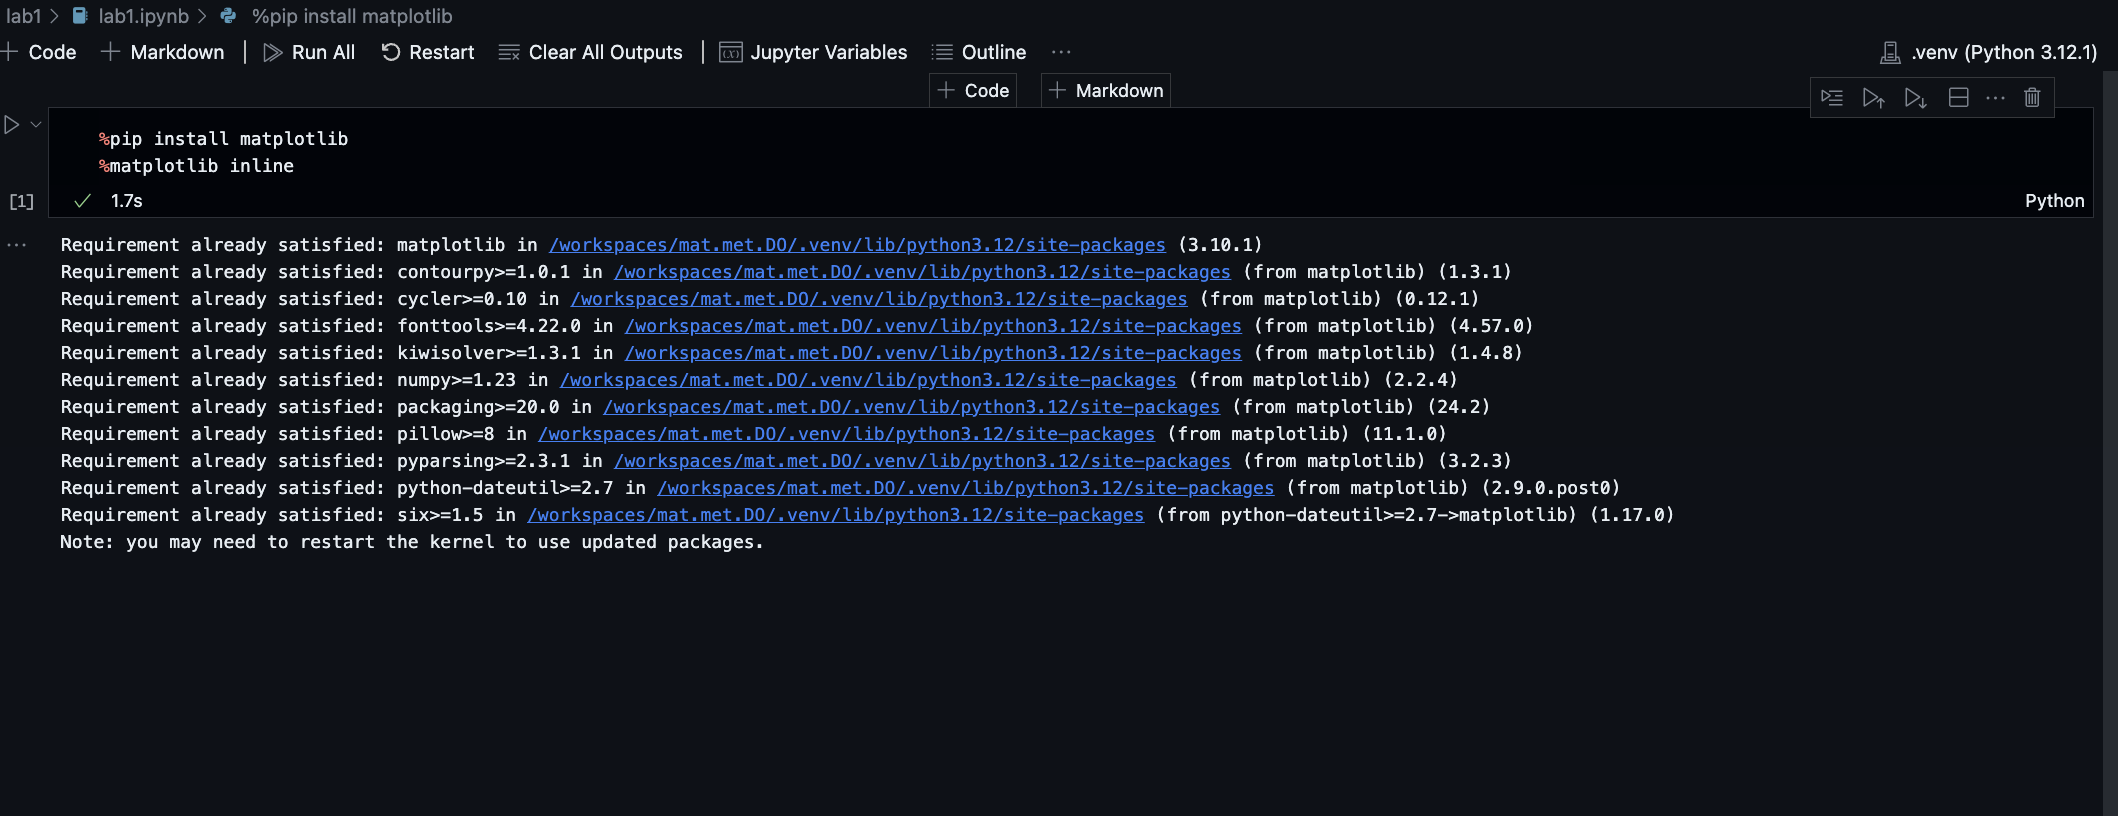 lab1 > lab1.ipynb > %pip install matplotlib
+ Code + Markdown | Run All Restart Clear All Outputs | (x) Jupyter Variables Outline ... .venv (Python 3.12.1)
+ Code + Markdown
%pip install matplotlib
%matplotlib inline
[1] ✓ 1.7s Python
Requirement already satisfied: matplotlib in /workspaces/mat.met.DO/.venv/lib/python3.12/site-packages (3.10.1)
Requirement already satisfied: contourpy>=1.0.1 in /workspaces/mat.met.DO/.venv/lib/python3.12/site-packages (from matplotlib) (1.3.1)
Requirement already satisfied: cycler>=0.10 in /workspaces/mat.met.DO/.venv/lib/python3.12/site-packages (from matplotlib) (0.12.1)
Requirement already satisfied: fonttools>=4.22.0 in /workspaces/mat.met.DO/.venv/lib/python3.12/site-packages (from matplotlib) (4.57.0)
Requirement already satisfied: kiwisolver>=1.3.1 in /workspaces/mat.met.DO/.venv/lib/python3.12/site-packages (from matplotlib) (1.4.8)
Requirement already satisfied: numpy>=1.23 in /workspaces/mat.met.DO/.venv/lib/python3.12/site-packages (from matplotlib) (2.2.4)
Requirement already satisfied: packaging>=20.0 in /workspaces/mat.met.DO/.venv/lib/python3.12/site-packages (from matplotlib) (24.2)
Requirement already satisfied: pillow>=8 in /workspaces/mat.met.DO/.venv/lib/python3.12/site-packages (from matplotlib) (11.1.0)
Requirement already satisfied: pyparsing>=2.3.1 in /workspaces/mat.met.DO/.venv/lib/python3.12/site-packages (from matplotlib) (3.2.3)
Requirement already satisfied: python-dateutil>=2.7 in /workspaces/mat.met.DO/.venv/lib/python3.12/site-packages (from matplotlib) (2.9.0.post0)
Requirement already satisfied: six>=1.5 in /workspaces/mat.met.DO/.venv/lib/python3.12/site-packages (from python-dateutil>=2.7->matplotlib) (1.17.0)
Note: you may need to restart the kernel to use updated packages.